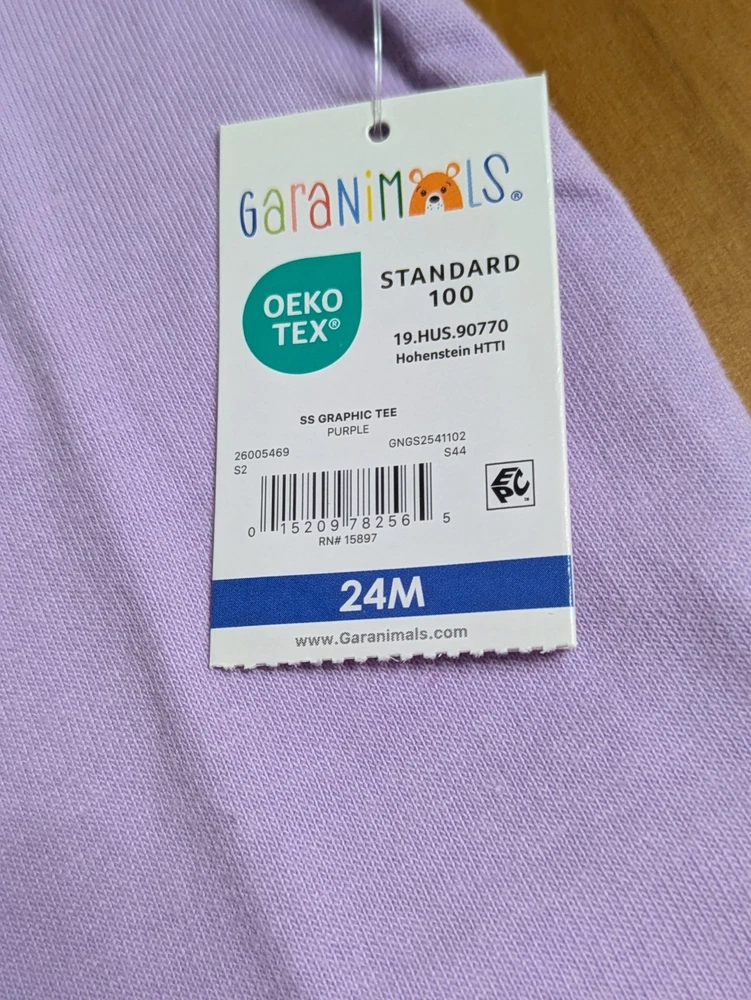 GaraNiMALS®
OEKO
TEX®
STANDARD
100
19.HUS.90770
Hohenstein HTTI
SS GRAPHIC TEE
PURPLE
26005469
GNGS2541102
S2
S44
EPC™
0 15209 78256 5
RN# 15897
24M
www.Garanimals.com